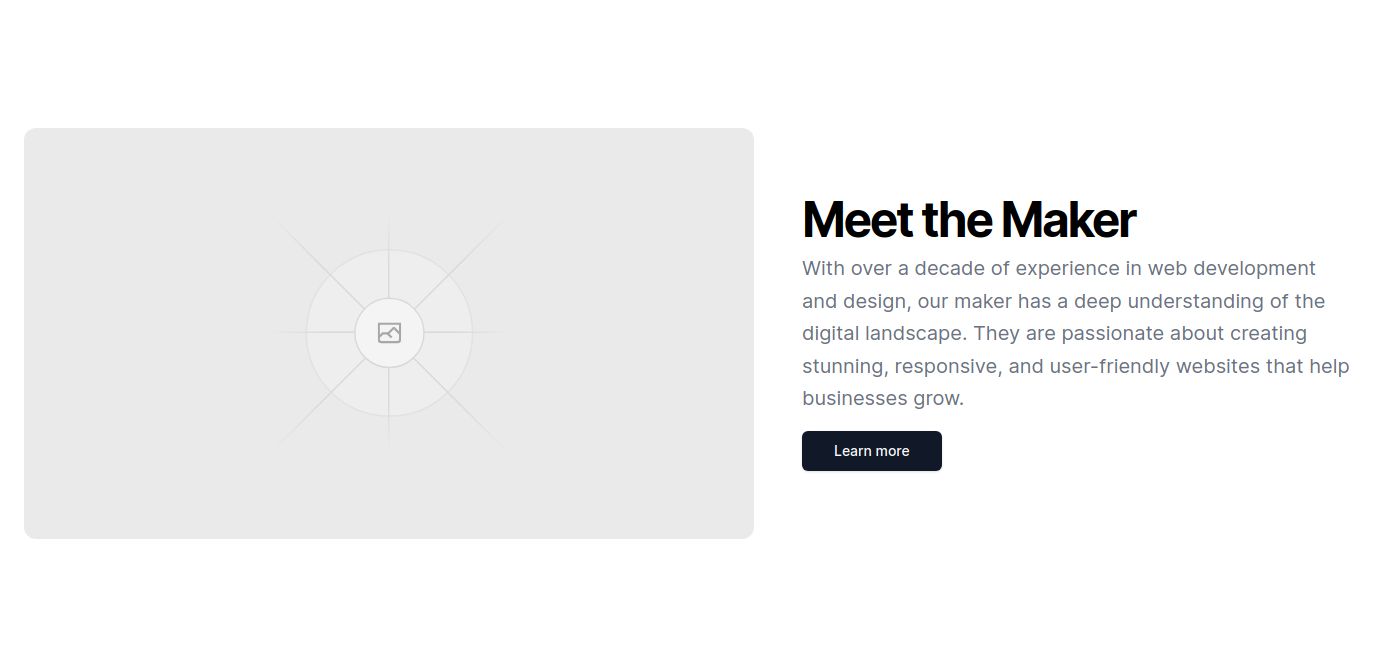 Meet the Maker
With over a decade of experience in web development
and design, our maker has a deep understanding of the
digital landscape. They are passionate about creating
stunning, responsive, and user-friendly websites that help
businesses grow.
Learn more